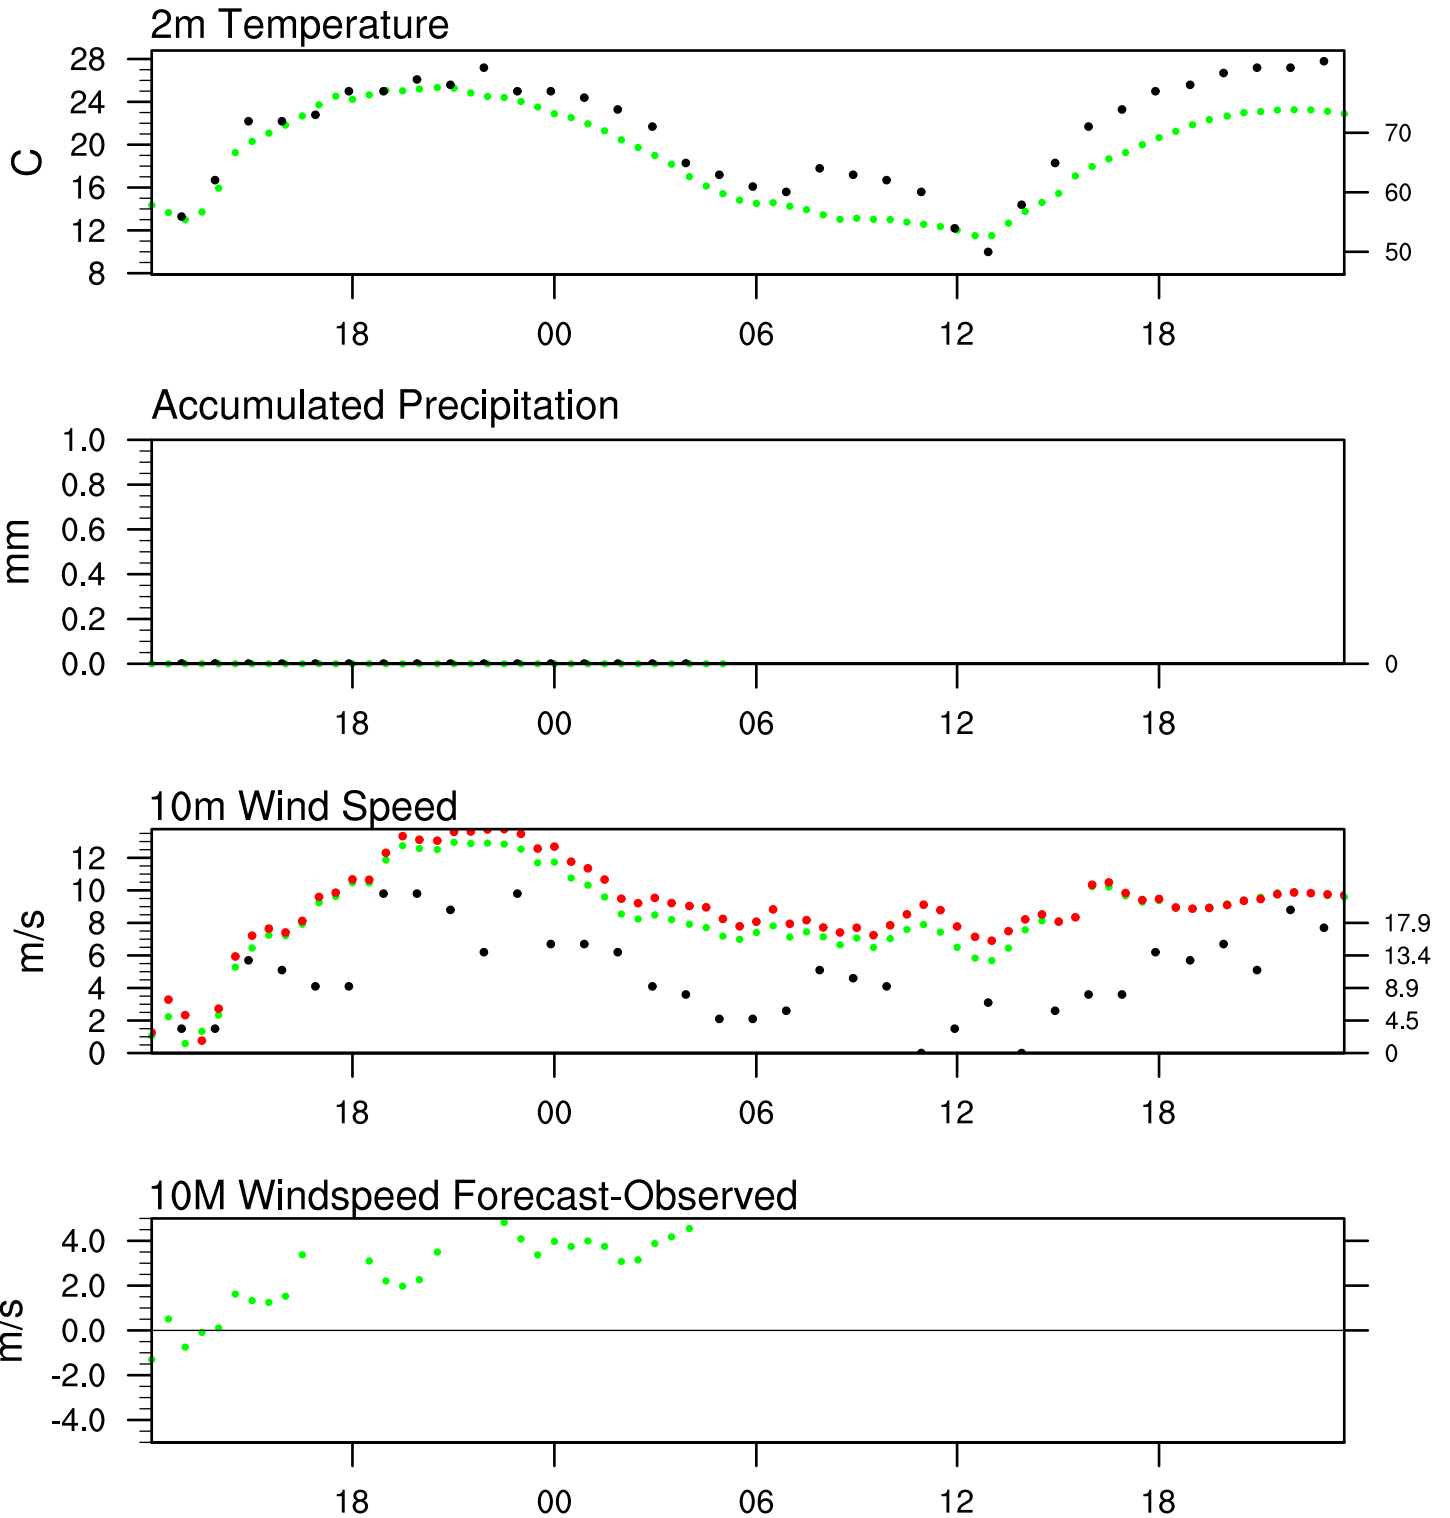 2m Temperature
28
24
20
16
12
8
C
70
60
50
18 00 06 12 18
Accumulated Precipitation
1.0
0.8
0.6
0.4
0.2
0.0
mm
0
18 00 06 12 18
10m Wind Speed
12
10
8
6
4
2
0
m/s
17.9
13.4
8.9
4.5
0
18 00 06 12 18
10M Windspeed Forecast-Observed
4.0
2.0
0.0
-2.0
-4.0
m/s
18 00 06 12 18